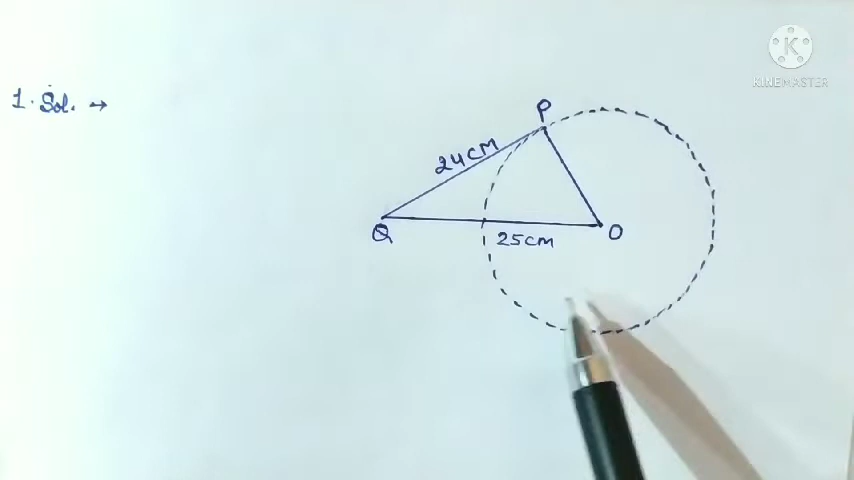 K
KINEMASTER
1. Sol. →
P
24CM
Q
25CM
O